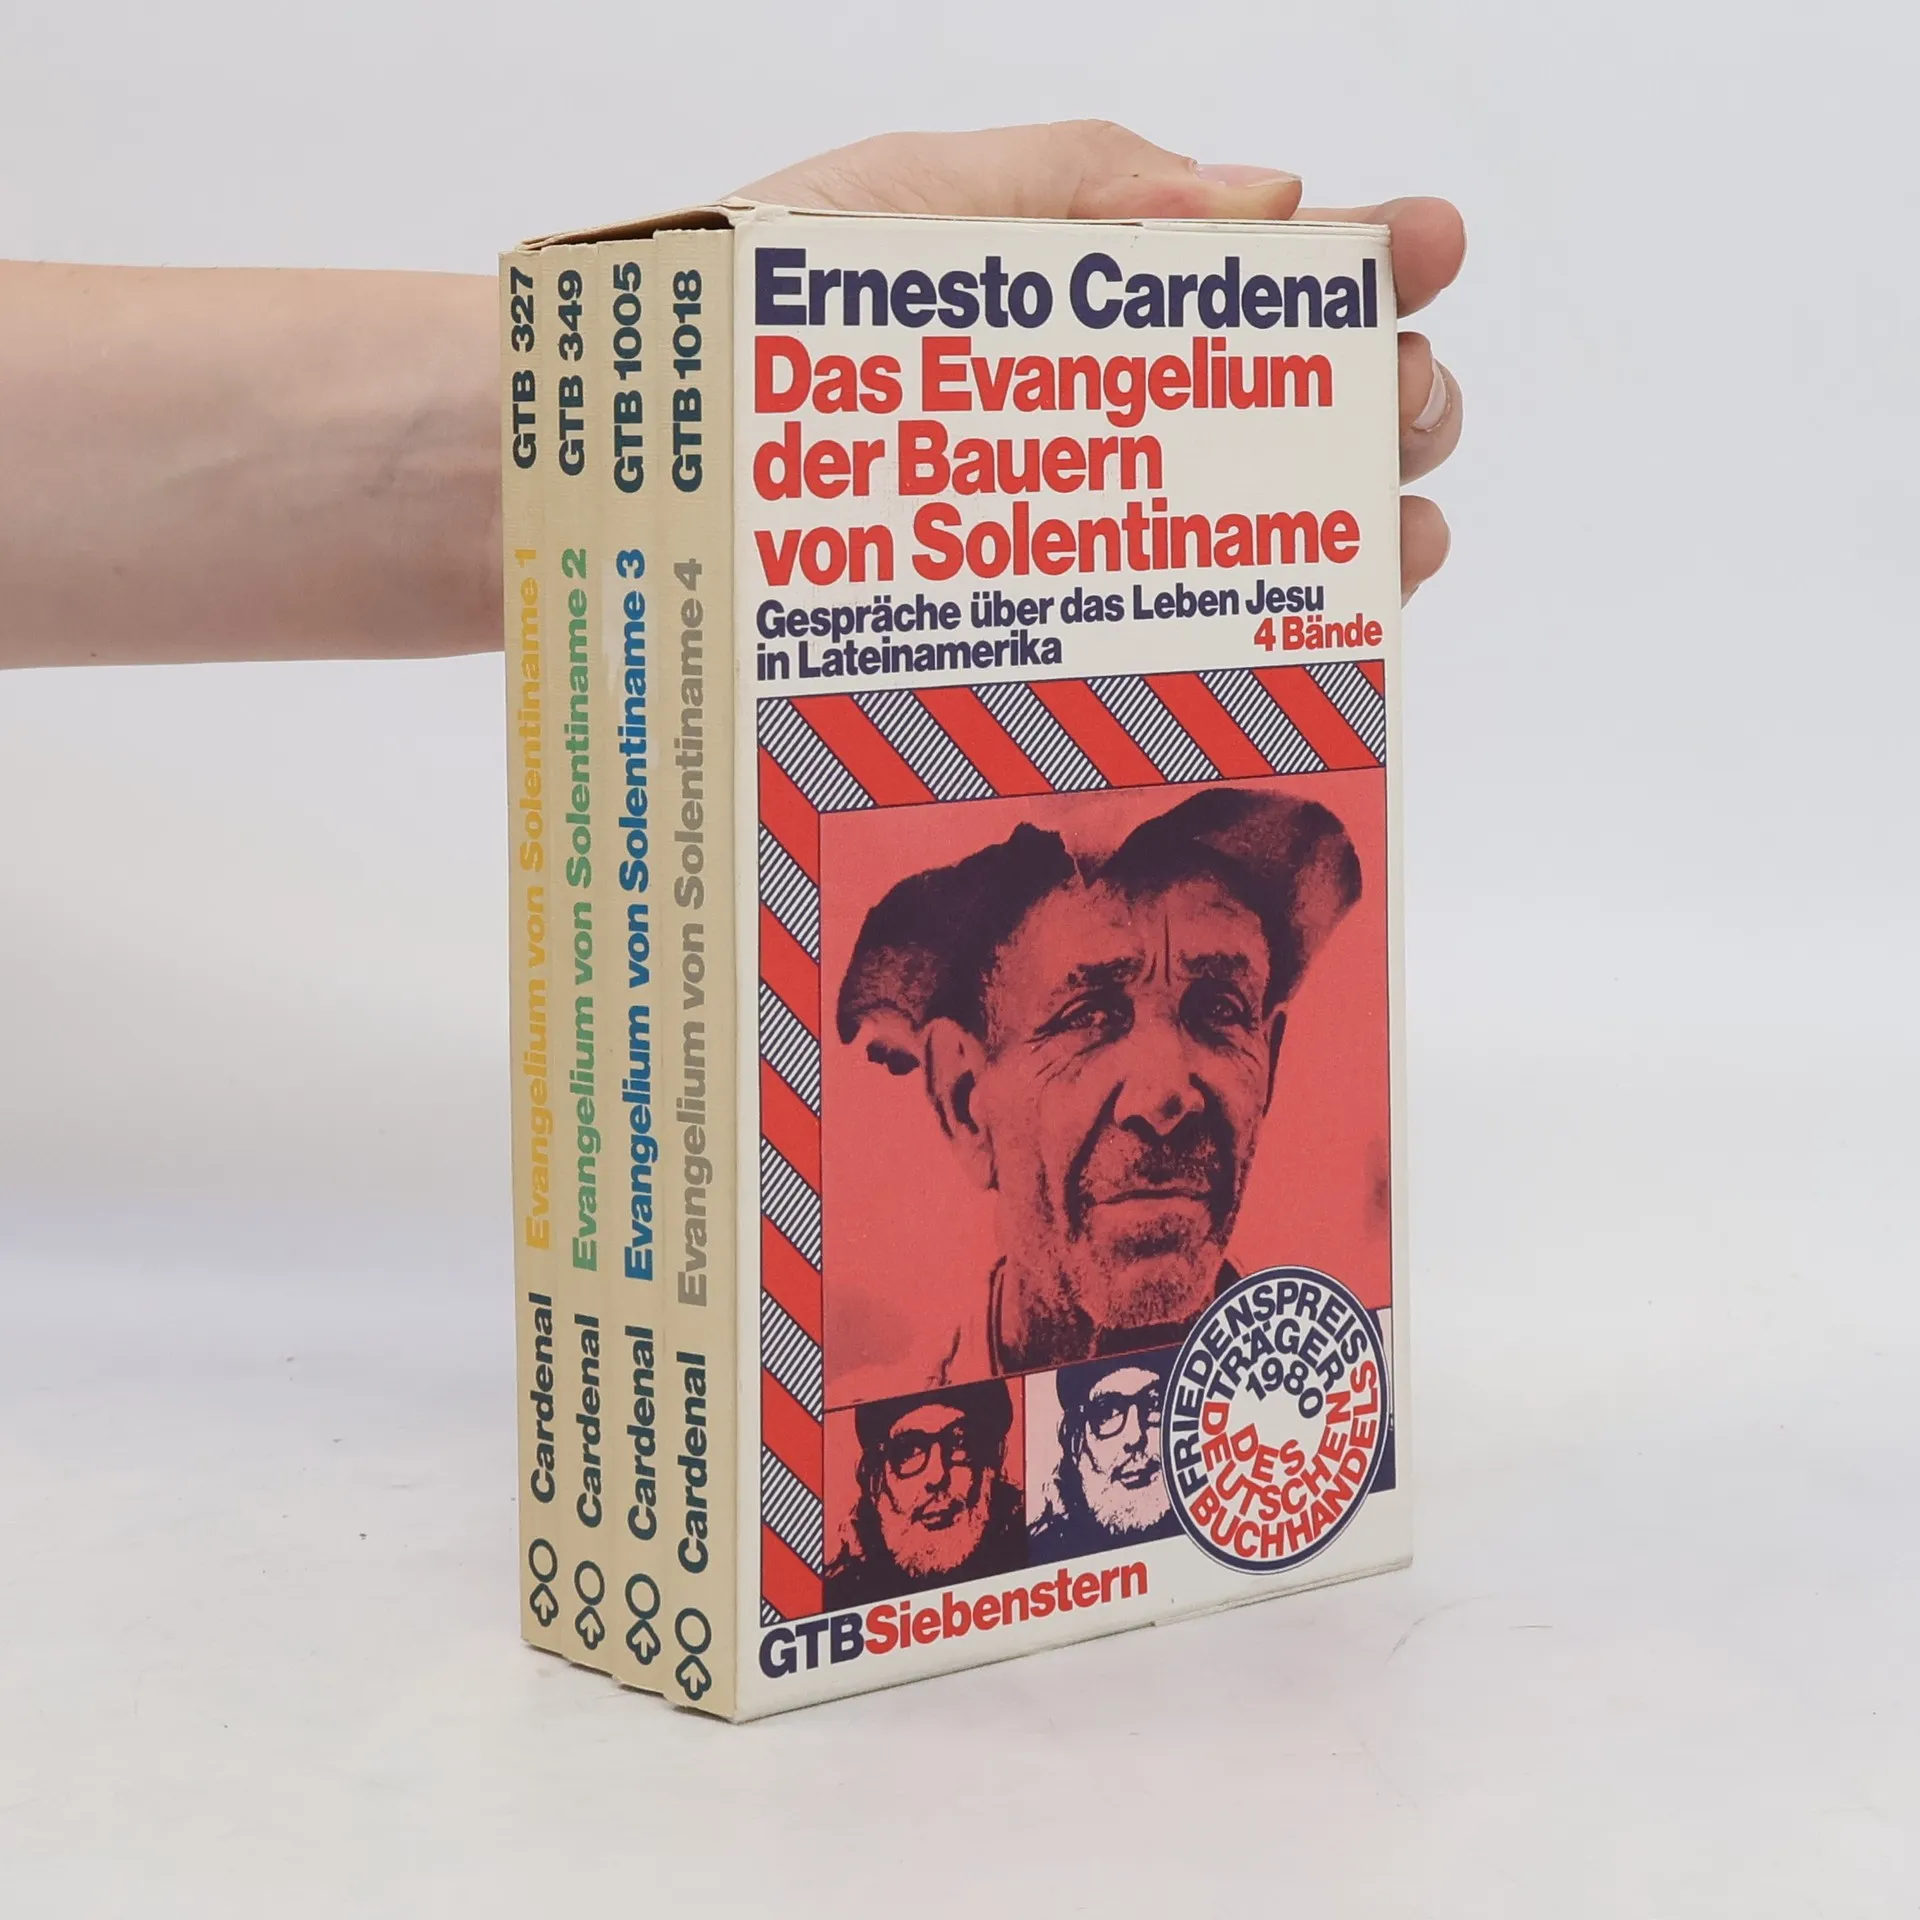 GTB 327
Evangelium von Solentiname 1
Cardenal
GTB 349
Evangelium von Solentiname 2
Cardenal
GTB 1005
Evangelium von Solentiname 3
Cardenal
GTB 1018
Evangelium von Solentiname 4
Cardenal
Ernesto Cardenal
Das Evangelium
der Bauern
von Solentiname
Gespräche über das Leben Jesu
in Lateinamerika
4 Bände
FRIEDENSPREIS
TRÄGER
1980
DES
DEUTSCHEN
BUCHHANDELS
GTBSiebenstern